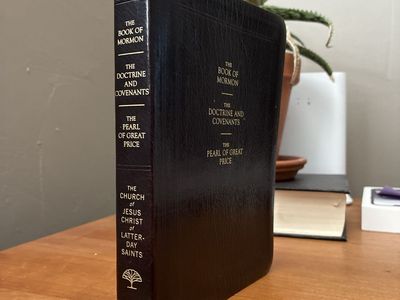 THE
BOOK OF
MORMON
THE
DOCTRINE
AND
COVENANTS
THE
PEARL
OF GREAT
PRICE
THE
CHURCH
of
JESUS
CHRIST
of
LATTER-
DAY
SAINTS
THE
BOOK OF
MORMON
THE
DOCTRINE AND
COVENANTS
THE
PEARL OF GREAT
PRICE